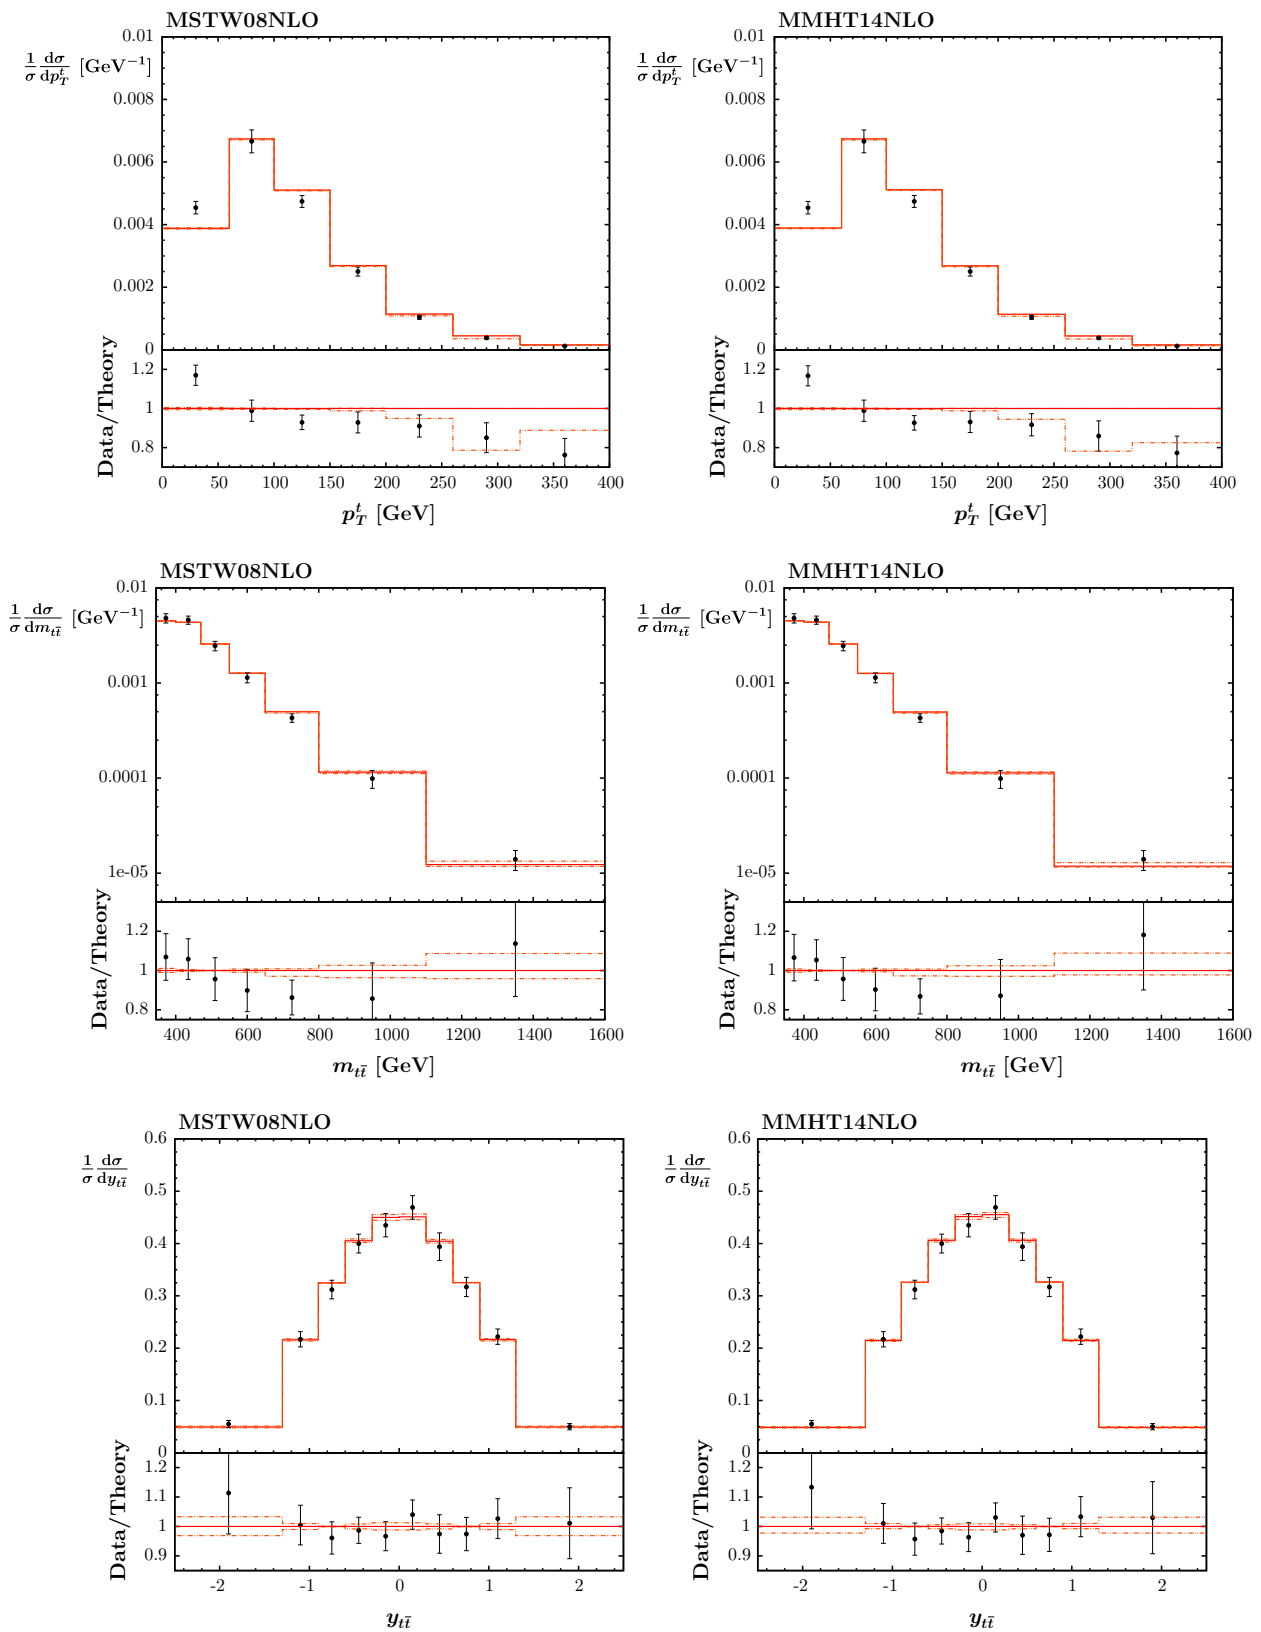 MSTW08NLO
0.01
1/σ dσ/dp_T^t [GeV⁻¹]
0.008
0.006
0.004
0.002
0
Data/Theory
1.2
1
0.8
0 50 100 150 200 250 300 350 400
p_T^t [GeV]
MMHT14NLO
0.01
1/σ dσ/dp_T^t [GeV⁻¹]
0.008
0.006
0.004
0.002
0
Data/Theory
1.2
1
0.8
0 50 100 150 200 250 300 350 400
p_T^t [GeV]
MSTW08NLO
0.01
1/σ dσ/dm_tt̄ [GeV⁻¹]
0.001
0.0001
1e-05
Data/Theory
1.2
1
0.8
400 600 800 1000 1200 1400 1600
m_tt̄ [GeV]
MMHT14NLO
0.01
1/σ dσ/dm_tt̄ [GeV⁻¹]
0.001
0.0001
1e-05
Data/Theory
1.2
1
0.8
400 600 800 1000 1200 1400 1600
m_tt̄ [GeV]
MSTW08NLO
0.6
1/σ dσ/dy_tt̄
0.5
0.4
0.3
0.2
0.1
0
Data/Theory
1.2
1.1
1
0.9
-2 -1 0 1 2
y_tt̄
MMHT14NLO
0.6
1/σ dσ/dy_tt̄
0.5
0.4
0.3
0.2
0.1
0
Data/Theory
1.2
1.1
1
0.9
-2 -1 0 1 2
y_tt̄